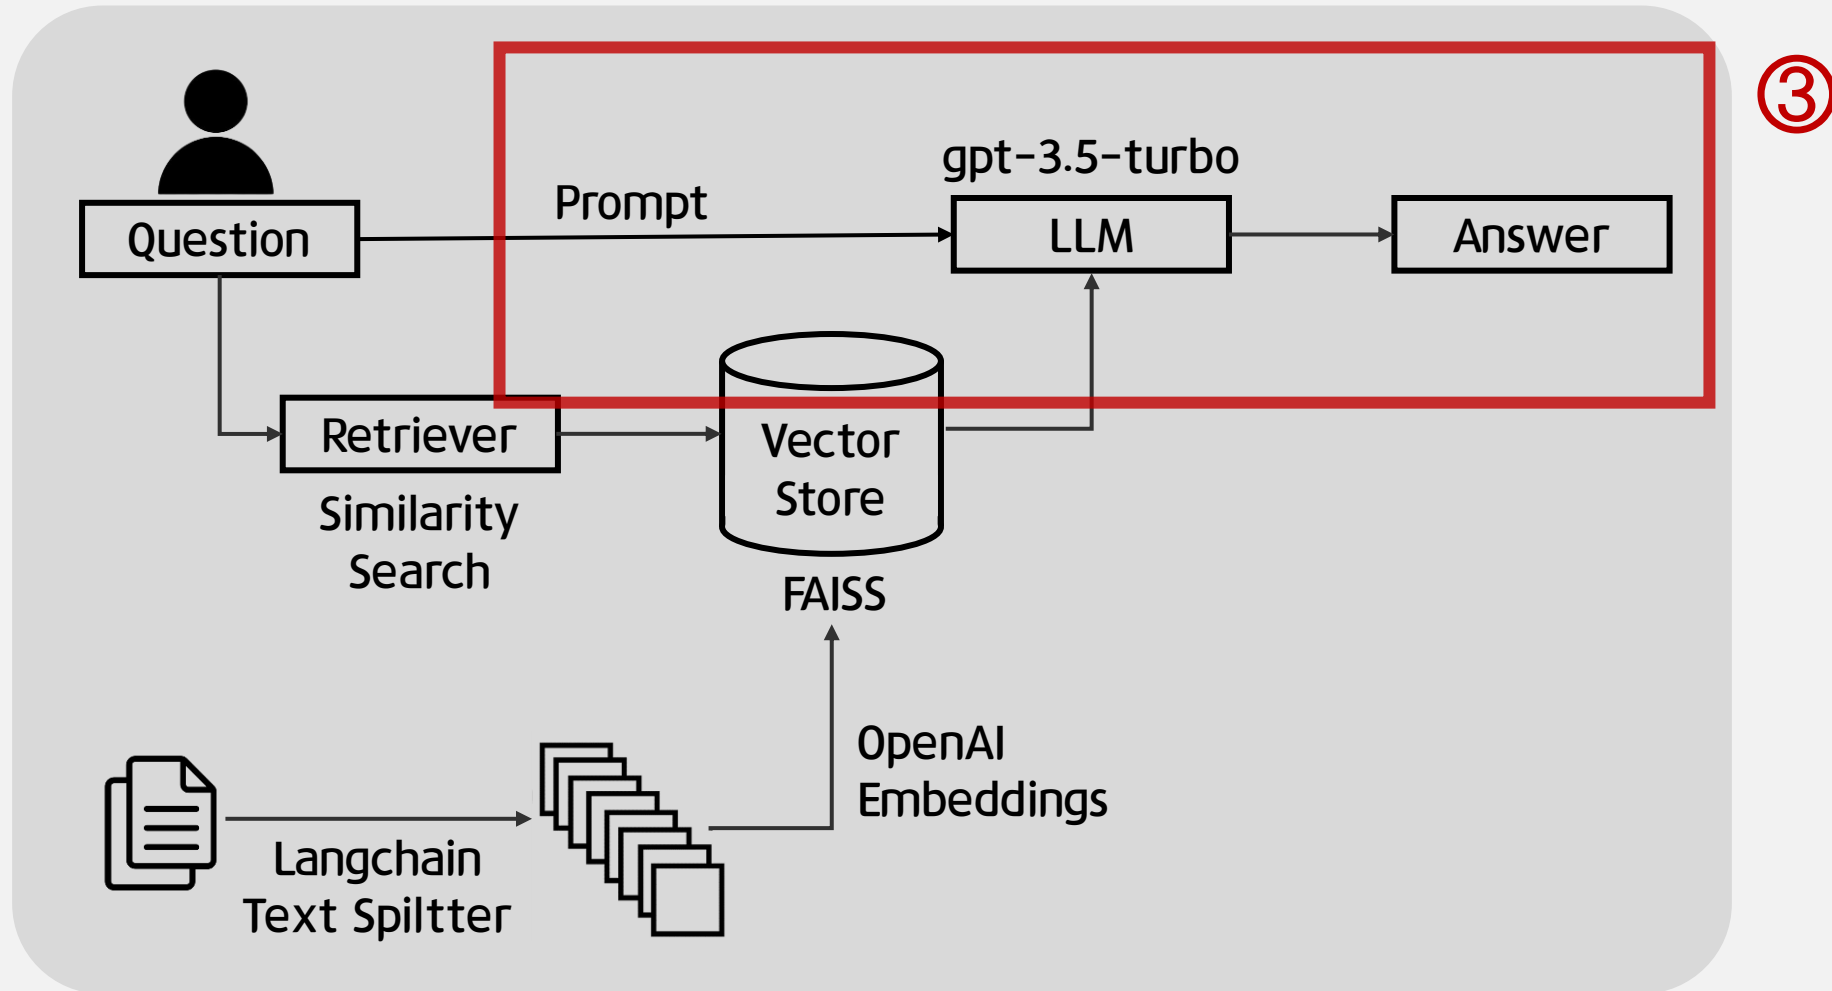 ③
gpt-3.5-turbo
Prompt
Question
LLM
Answer
Retriever
Vector
Store
Similarity
Search
FAISS
OpenAI
Embeddings
Langchain
Text Spiltter